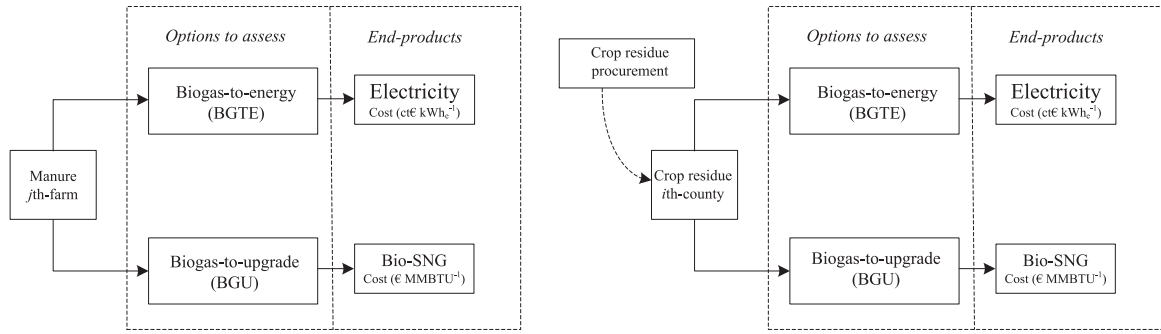 Options to assess
End-products
Biogas-to-energy
(BGTE)
Electricity
Cost (ct€ kWhe-1)
Manure
jth-farm
Biogas-to-upgrade
(BGU)
Bio-SNG
Cost (€ MMBTU-1)
Crop residue
procurement
Options to assess
End-products
Biogas-to-energy
(BGTE)
Electricity
Cost (ct€ kWhe-1)
Crop residue
ith-county
Biogas-to-upgrade
(BGU)
Bio-SNG
Cost (€ MMBTU-1)